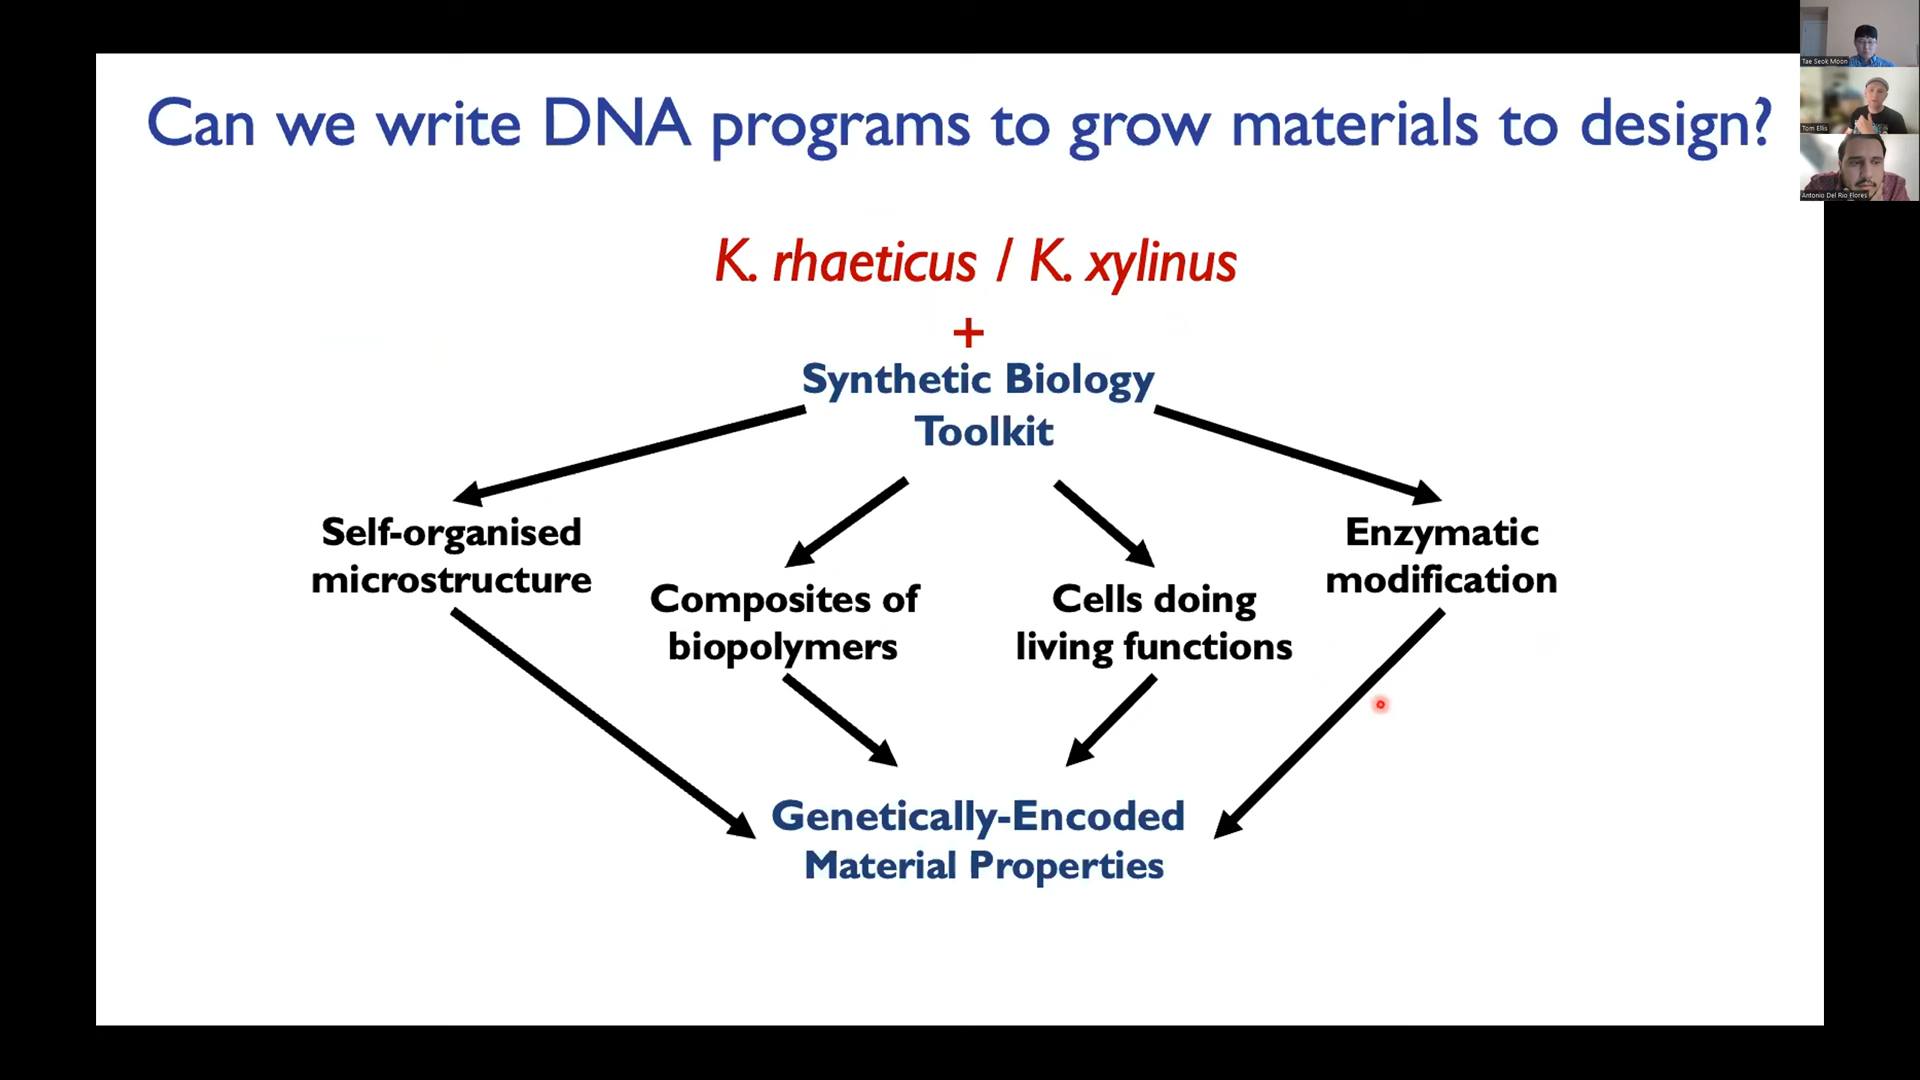 Can we write DNA programs to grow materials to design?
K. rhaeticus / K. xylinus
+
Synthetic Biology
Toolkit
Self-organised
microstructure
Composites of
biopolymers
Cells doing
living functions
Enzymatic
modification
Genetically-Encoded
Material Properties
Tae Seok Moon
Tom Ellis
Antonio Del Rio Flores